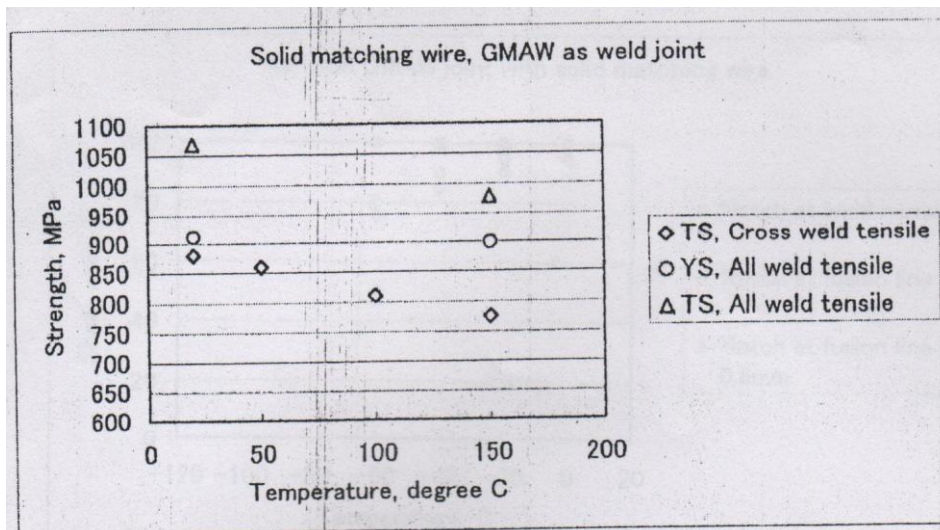 Solid matching wire, GMAW as weld joint
1100
1050
1000
950
900
850
800
750
700
650
600
Strength, MPa
0 50 100 150 200
Temperature, degree C
TS, Cross weld tensile
YS, All weld tensile
TS, All weld tensile